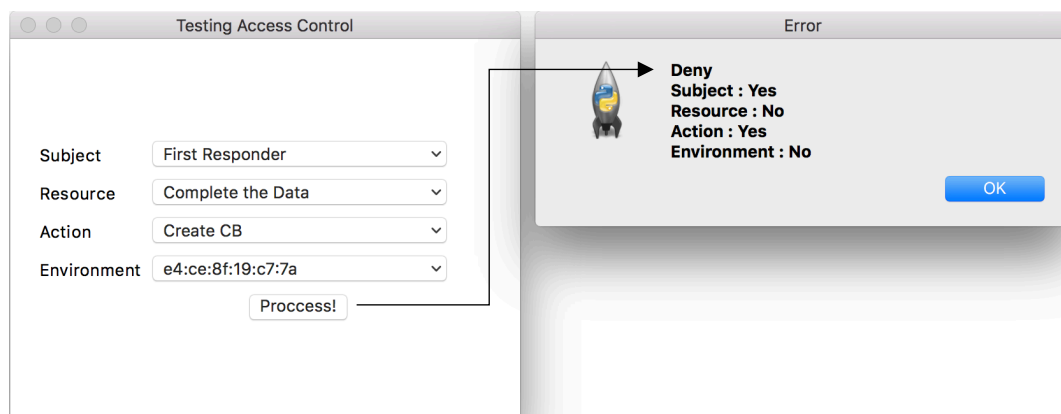 Testing Access Control
Subject First Responder
Resource Complete the Data
Action Create CB
Environment e4:ce:8f:19:c7:7a
Proccess!
Error
Deny
Subject : Yes
Resource : No
Action : Yes
Environment : No
OK